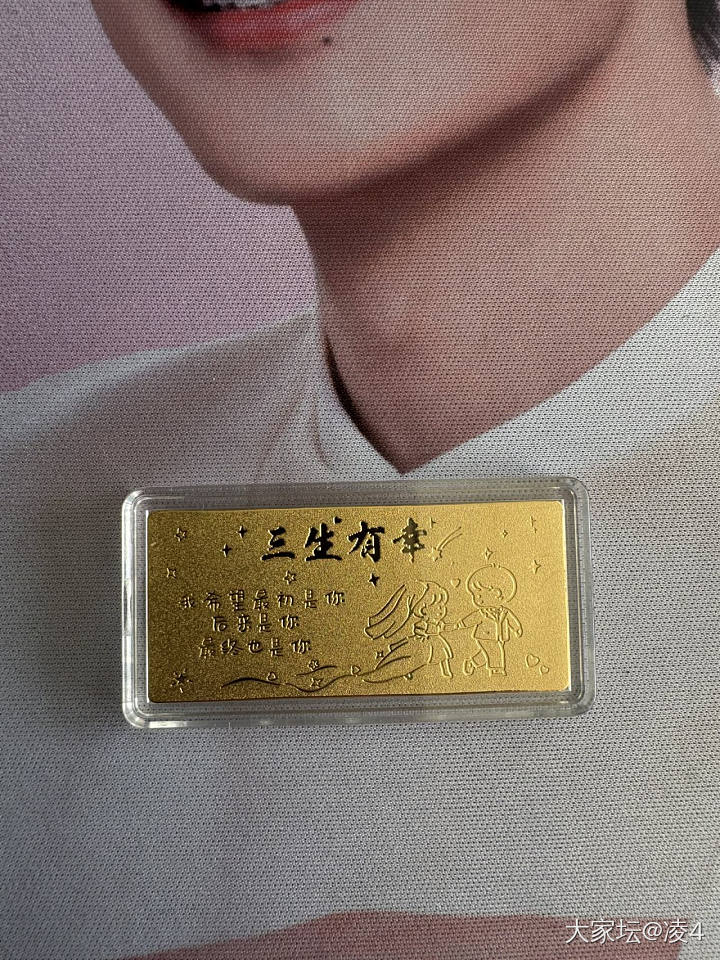 三生有幸
我希望最初是你
后来是你
最终也是你
大家坛@凌4